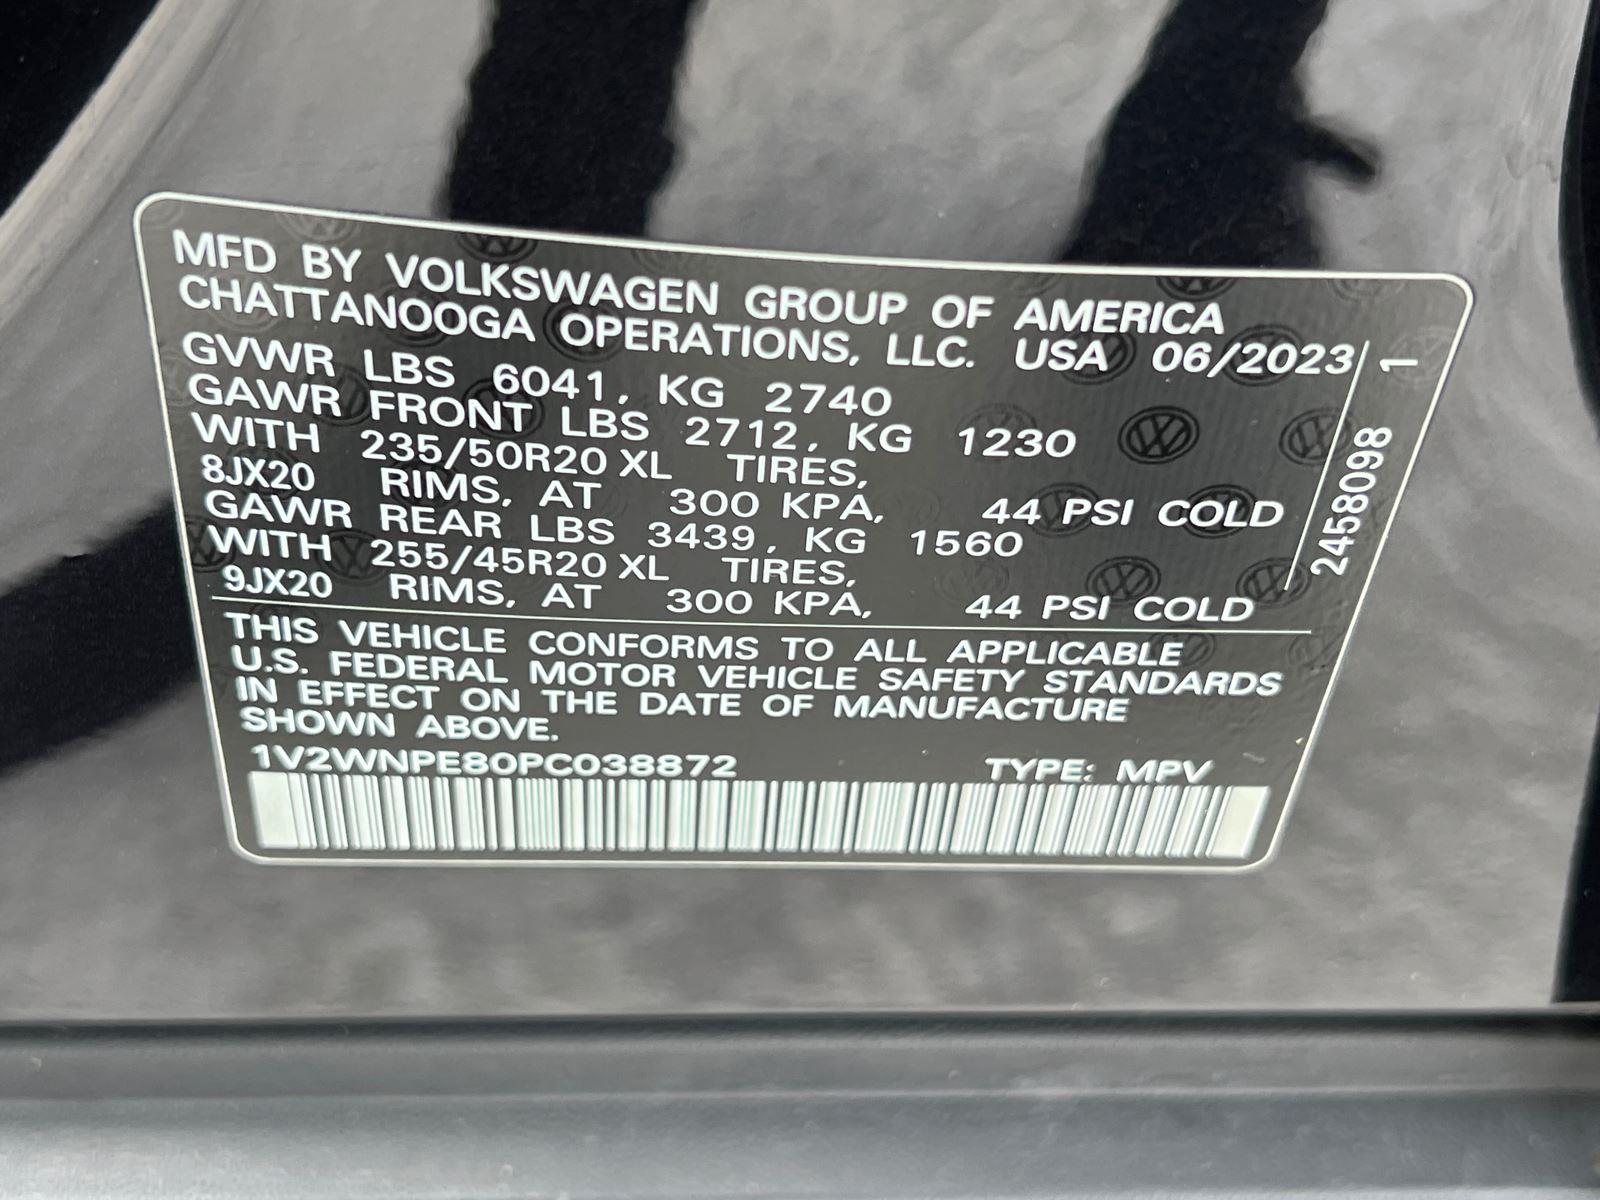 MFD BY VOLKSWAGEN GROUP OF AMERICA
CHATTANOOGA OPERATIONS, LLC. USA 06/2023
GVWR LBS 6041, KG 2740
GAWR FRONT LBS 2712, KG 1230
WITH 235/50R20 XL TIRES,
8JX20 RIMS, AT 300 KPA, 44 PSI COLD
GAWR REAR LBS 3439, KG 1560
WITH 255/45R20 XL TIRES,
9JX20 RIMS, AT 300 KPA, 44 PSI COLD
2458098 1
THIS VEHICLE CONFORMS TO ALL APPLICABLE
U.S. FEDERAL MOTOR VEHICLE SAFETY STANDARDS
IN EFFECT ON THE DATE OF MANUFACTURE
SHOWN ABOVE.
1V2WNPE80PC038872 TYPE: MPV